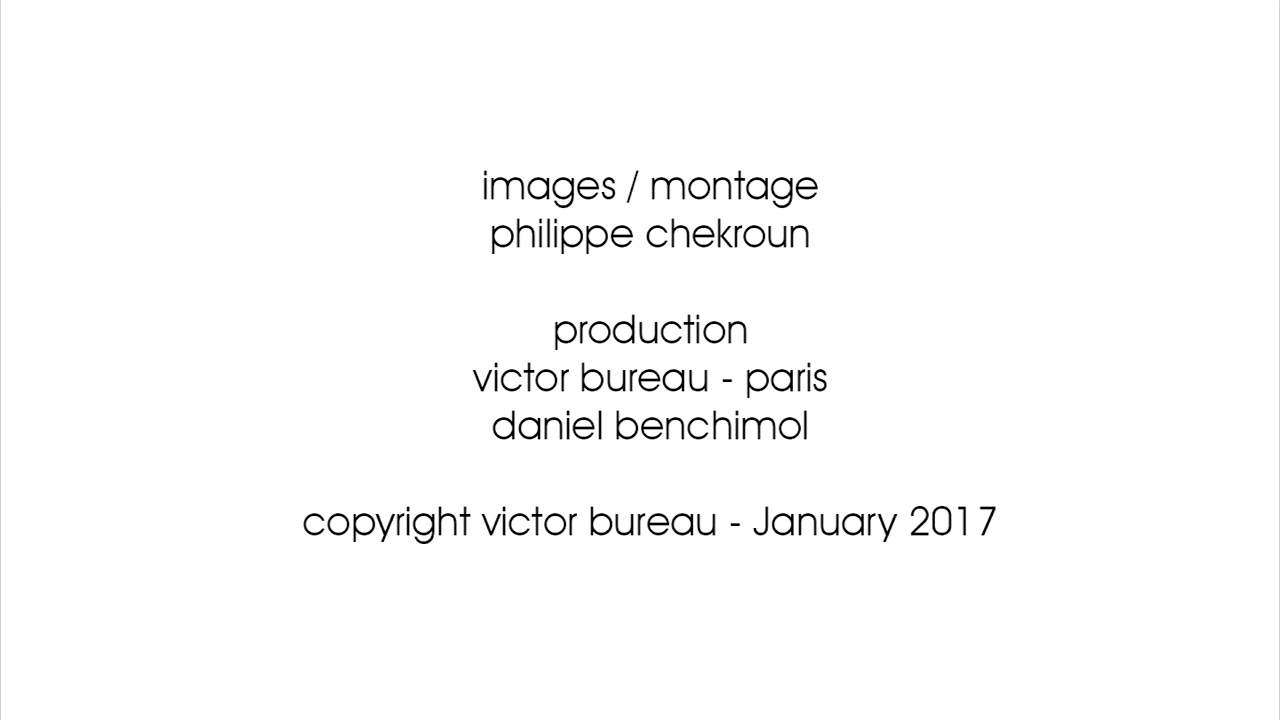 images / montage
philippe chekroun
production
victor bureau - paris
daniel benchimol
copyright victor bureau - January 2017